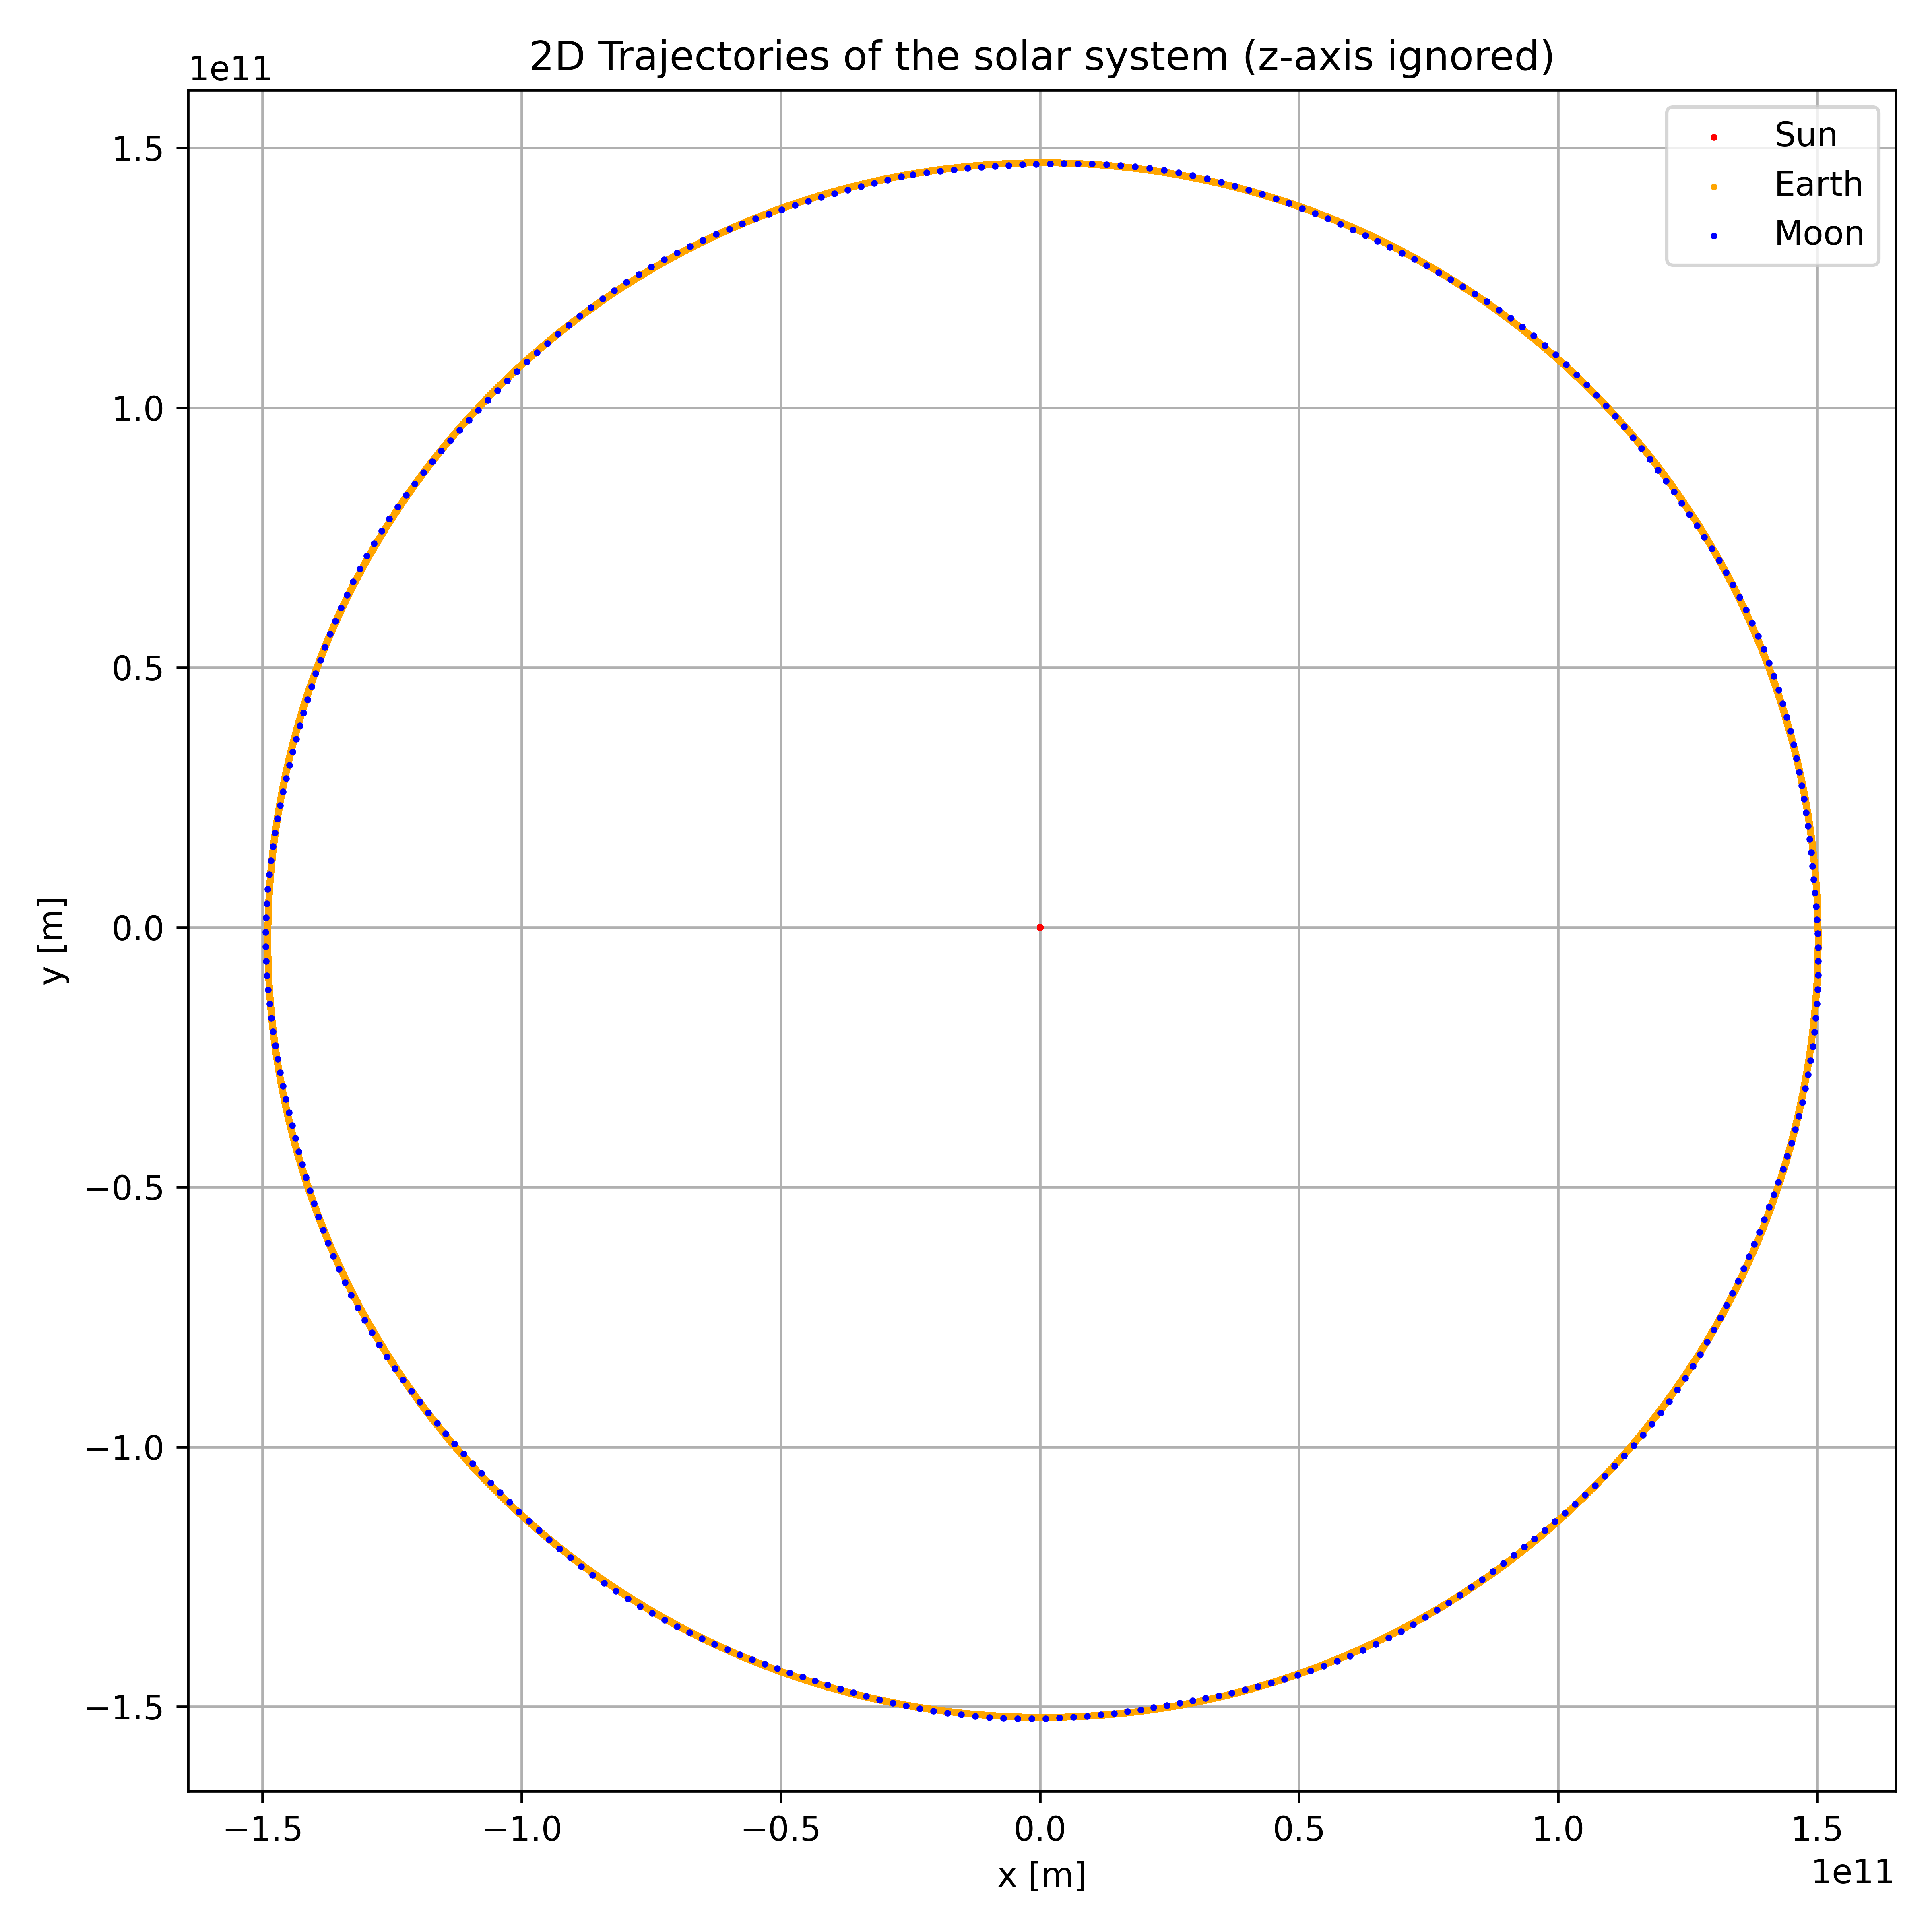 2D Trajectories of the solar system (z-axis ignored)
1e11
Sun
Earth
Moon
1.5
1.0
0.5
0.0
−0.5
−1.0
−1.5
y [m]
−1.5 −1.0 −0.5 0.0 0.5 1.0 1.5
x [m]
1e11